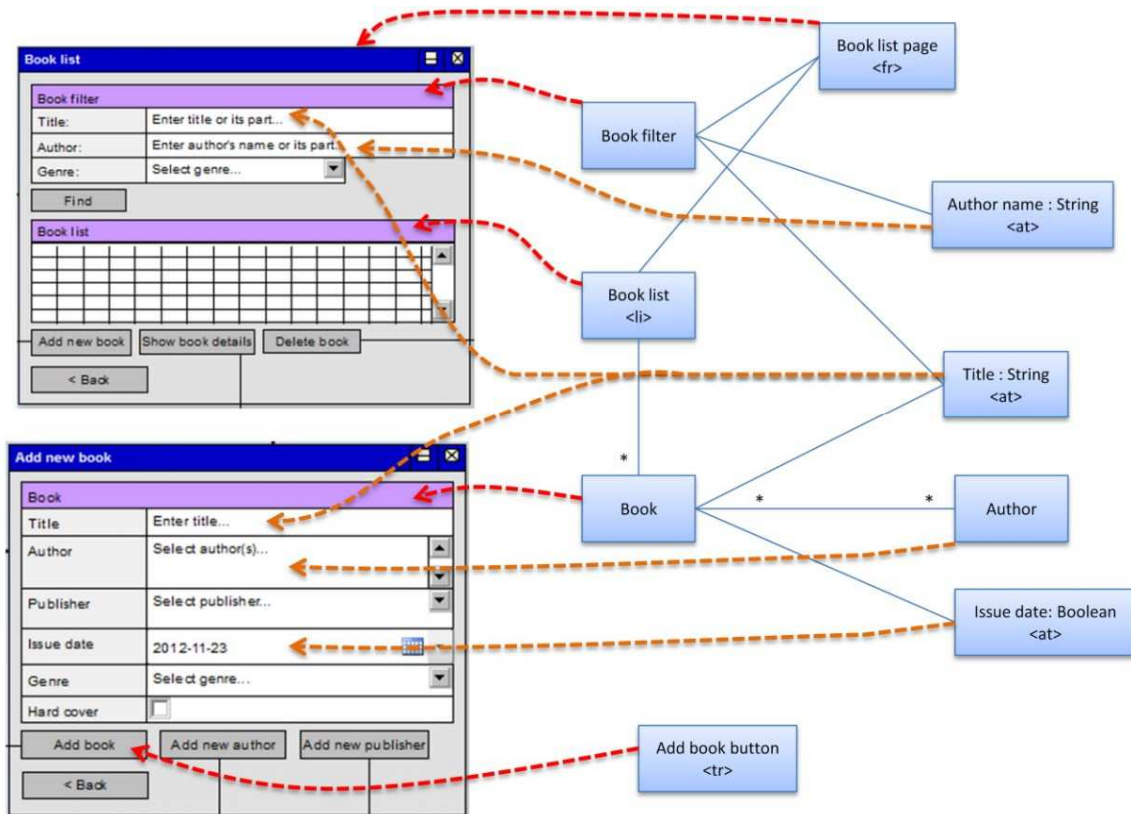 Book list
Book filter
Title:
Enter title or its part...
Author:
Enter author's name or its part..
Genre:
Select genre...
Find
Book list
Add new book
Show book details
Delete book
< Back
Add new book
Book
Title
Enter title...
Author
Select author(s)...
Publisher
Select publisher...
Issue date
2012-11-23
Genre
Select genre...
Hard cover
Add book
Add new author
Add new publisher
< Back
Book list page
<fr>
Book filter
Author name : String
<at>
Book list
<li>
Title : String
<at>
*
Book
*
*
Author
Issue date: Boolean
<at>
Add book button
<tr>